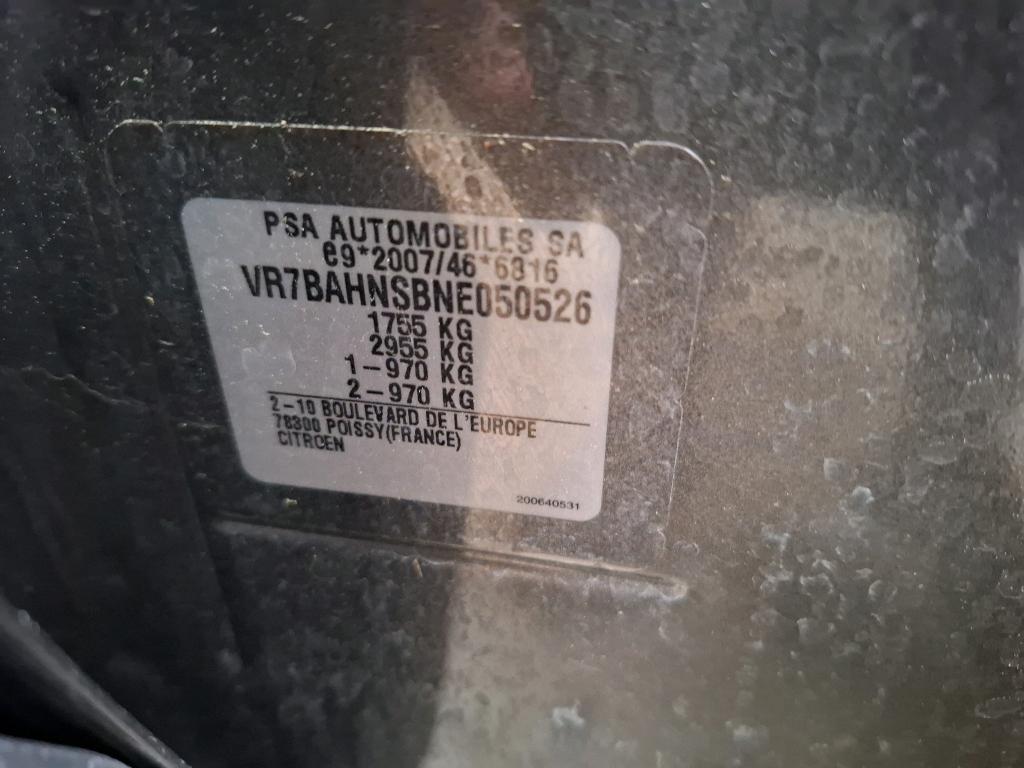 PSA AUTOMOBILES SA
e9*2007/46*6816
VR7BAHNSBNE050526
1755 KG
2955 KG
1-970 KG
2-970 KG
2-10 BOULEVARD DE L'EUROPE
78300 POISSY(FRANCE)
CITROEN
200640531